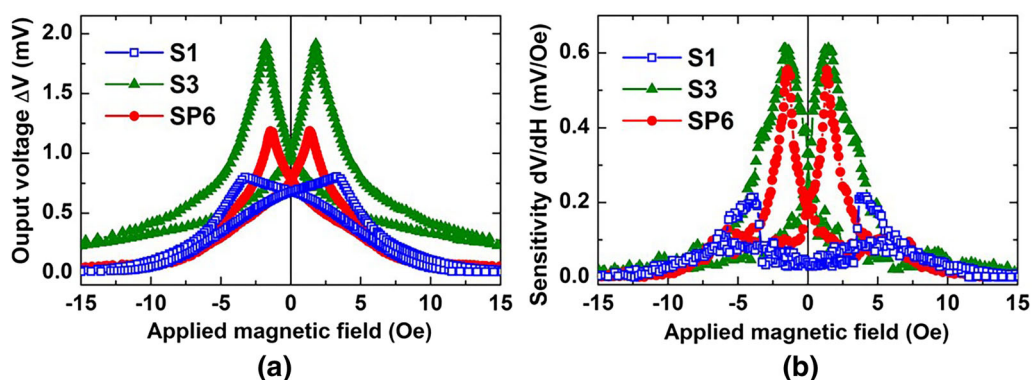 Ouput voltage ΔV (mV)
2.0
1.5
1.0
0.5
0.0
S1
S3
SP6
-15 -10 -5 0 5 10 15
Applied magnetic field (Oe)
(a)
Sensitivity dV/dH (mV/Oe)
0.6
0.4
0.2
0.0
S1
S3
SP6
-15 -10 -5 0 5 10 15
Applied magnetic field (Oe)
(b)